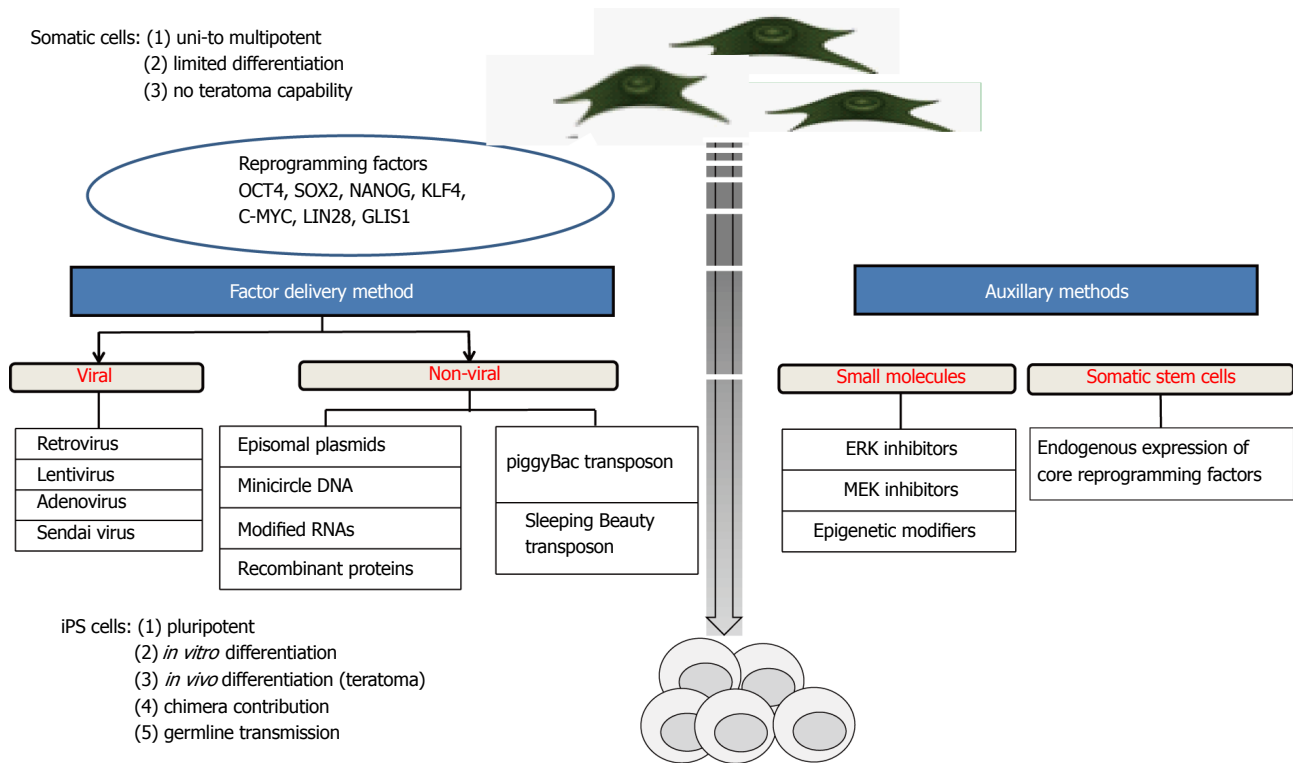 Somatic cells: (1) uni-to multipotent
(2) limited differentiation
(3) no teratoma capability
Reprogramming factors
OCT4, SOX2, NANOG, KLF4,
C-MYC, LIN28, GLIS1
Factor delivery method
Auxillary methods
Viral
Non-viral
Small molecules
Somatic stem cells
Retrovirus
Lentivirus
Adenovirus
Sendai virus
Episomal plasmids
Minicircle DNA
Modified RNAs
Recombinant proteins
piggyBac transposon
Sleeping Beauty
transposon
ERK inhibitors
MEK inhibitors
Epigenetic modifiers
Endogenous expression of
core reprogramming factors
iPS cells: (1) pluripotent
(2) in vitro differentiation
(3) in vivo differentiation (teratoma)
(4) chimera contribution
(5) germline transmission